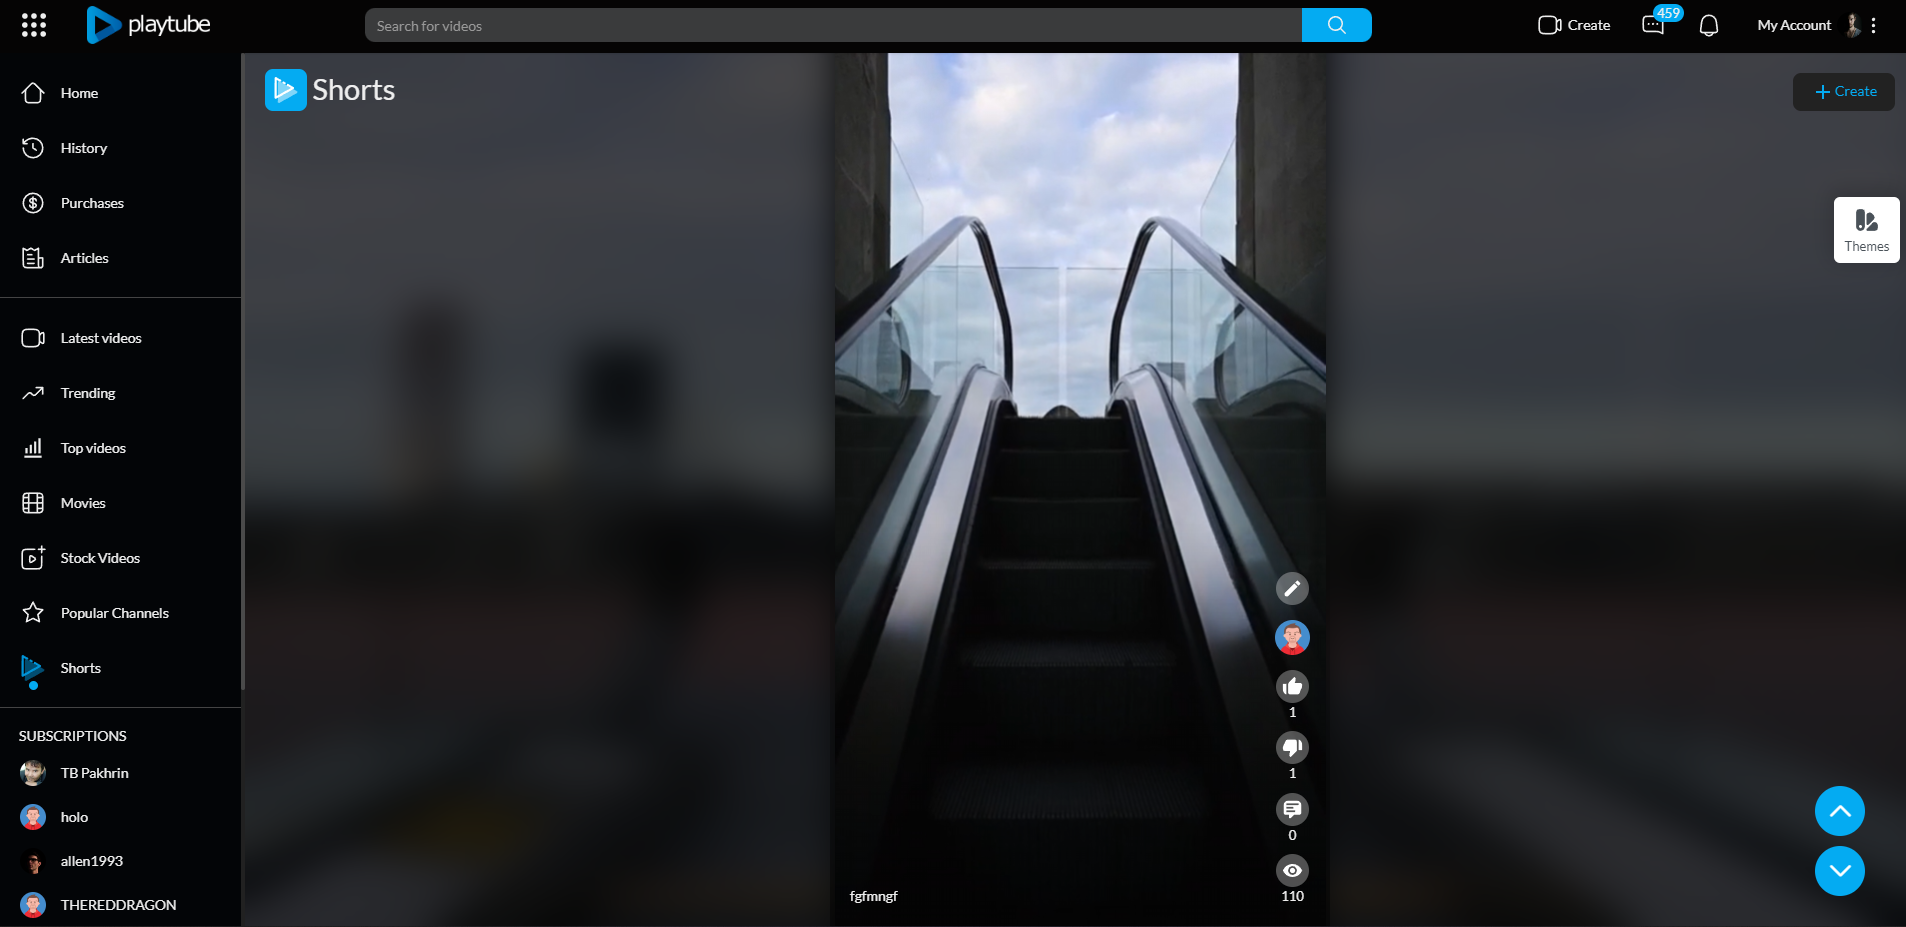 playtube
Search for videos
Create
459
My Account
Home
History
Purchases
Articles
Latest videos
Trending
Top videos
Movies
Stock Videos
Popular Channels
Shorts
SUBSCRIPTIONS
TB Pakhrin
holo
allen1993
THEREDDRAGON
Shorts
Create
Themes
1
1
0
110
fgfmngf